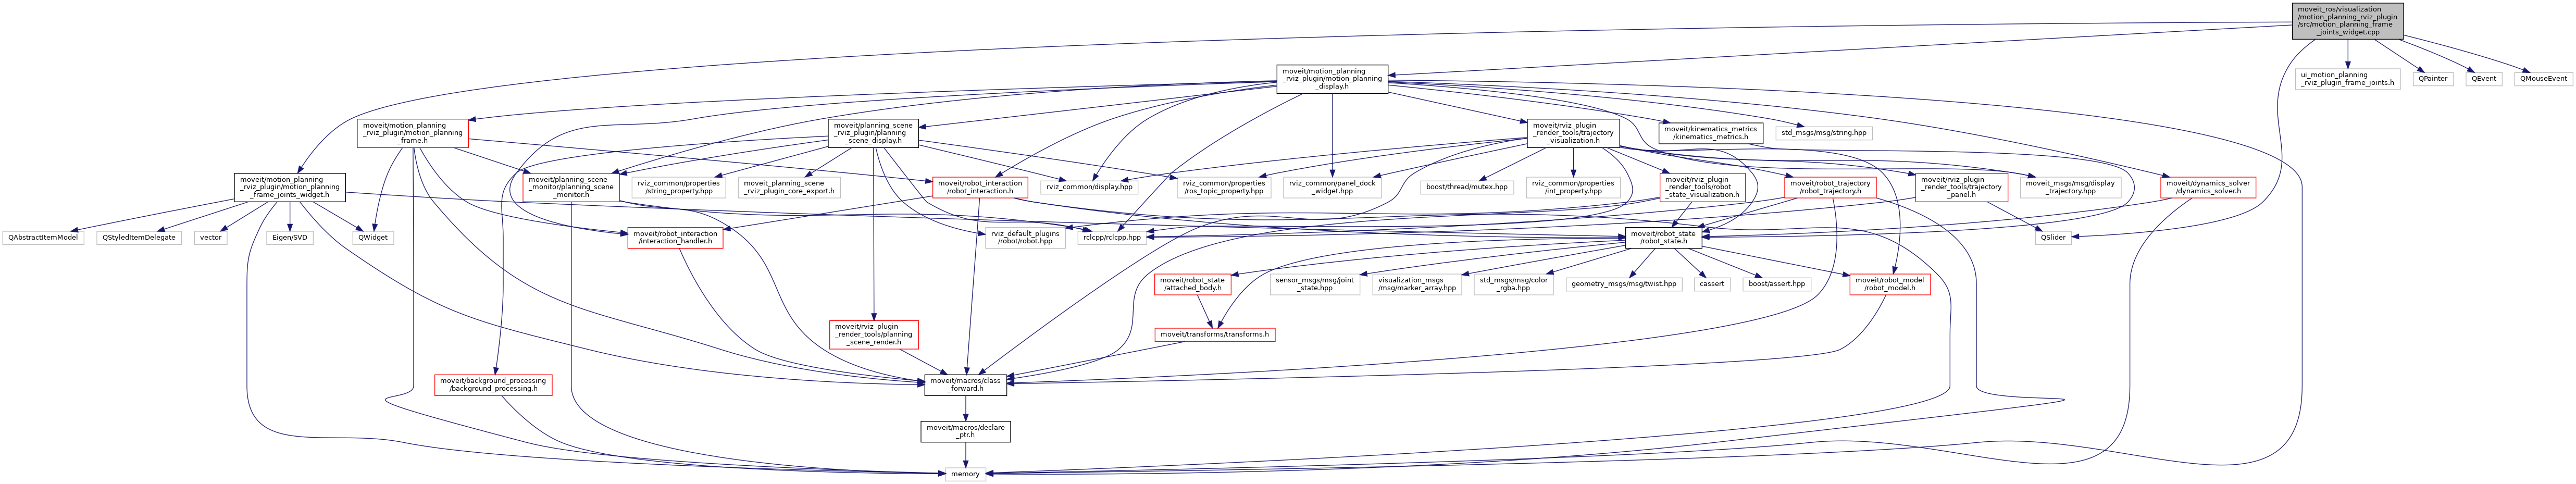 moveit_ros/visualization
/motion_planning_rviz_plugin
/src/motion_planning_frame
_joints_widget.cpp
moveit/motion_planning
_rviz_plugin/motion_planning
_display.h
ui_motion_planning
_rviz_plugin_frame_joints.h
QPainter
QEvent
QMouseEvent
moveit/motion_planning
_rviz_plugin/motion_planning
_frame.h
moveit/planning_scene
_rviz_plugin/planning
_scene_display.h
moveit/rviz_plugin
_render_tools/trajectory
_visualization.h
moveit/kinematics_metrics
/kinematics_metrics.h
std_msgs/msg/string.hpp
moveit/motion_planning
_rviz_plugin/motion_planning
_frame_joints_widget.h
moveit/planning_scene
_monitor/planning_scene
_monitor.h
rviz_common/properties
/string_property.hpp
moveit_planning_scene
_rviz_plugin_core_export.h
moveit/robot_interaction
/robot_interaction.h
rviz_common/display.hpp
rviz_common/properties
/ros_topic_property.hpp
rviz_common/panel_dock
_widget.hpp
boost/thread/mutex.hpp
rviz_common/properties
/int_property.hpp
moveit/rviz_plugin
_render_tools/robot
_state_visualization.h
moveit/robot_trajectory
/robot_trajectory.h
moveit/rviz_plugin
_render_tools/trajectory
_panel.h
moveit_msgs/msg/display
_trajectory.hpp
moveit/dynamics_solver
/dynamics_solver.h
QAbstractItemModel
QStyledItemDelegate
vector
Eigen/SVD
QWidget
moveit/robot_interaction
/interaction_handler.h
rviz_default_plugins
/robot/robot.hpp
rclcpp/rclcpp.hpp
moveit/robot_state
/robot_state.h
QSlider
moveit/robot_state
/attached_body.h
sensor_msgs/msg/joint
_state.hpp
visualization_msgs
/msg/marker_array.hpp
std_msgs/msg/color
_rgba.hpp
geometry_msgs/msg/twist.hpp
cassert
boost/assert.hpp
moveit/robot_model
/robot_model.h
moveit/rviz_plugin
_render_tools/planning
_scene_render.h
moveit/transforms/transforms.h
moveit/background_processing
/background_processing.h
moveit/macros/class
_forward.h
moveit/macros/declare
_ptr.h
memory